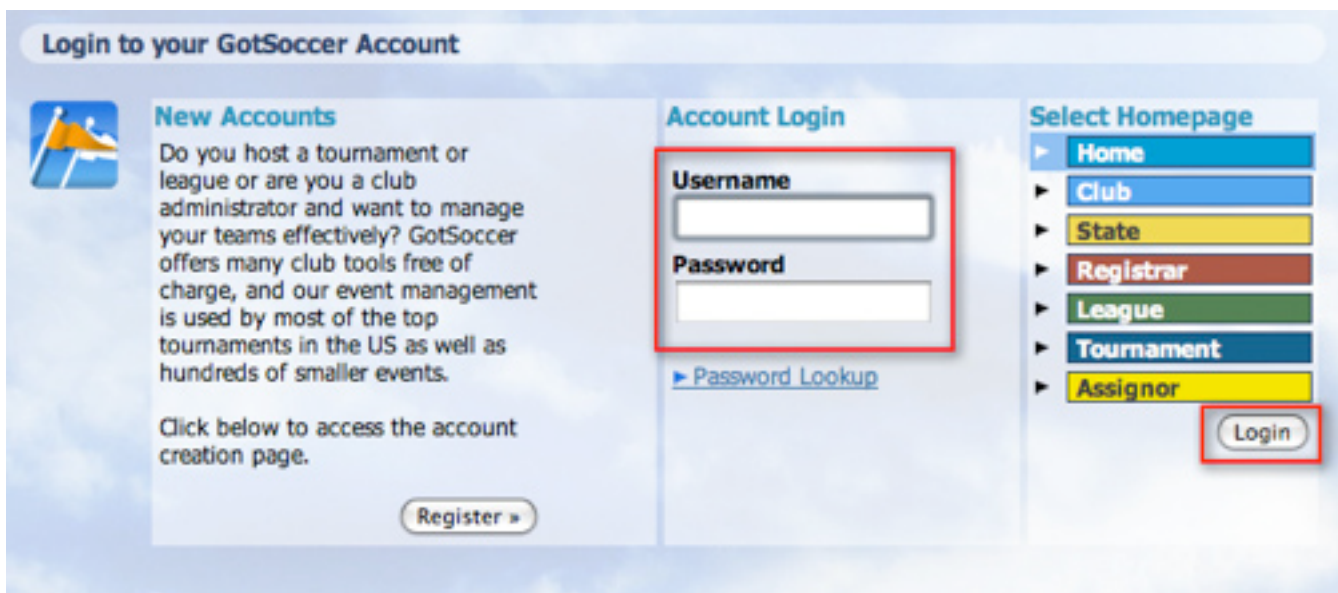 Login to your GotSoccer Account
New Accounts
Do you host a tournament or
league or are you a club
administrator and want to manage
your teams effectively? GotSoccer
offers many club tools free of
charge, and our event management
is used by most of the top
tournaments in the US as well as
hundreds of smaller events.
Click below to access the account
creation page.
Register »
Account Login
Username
Password
► Password Lookup
Select Homepage
► Home
► Club
► State
► Registrar
► League
► Tournament
► Assignor
Login